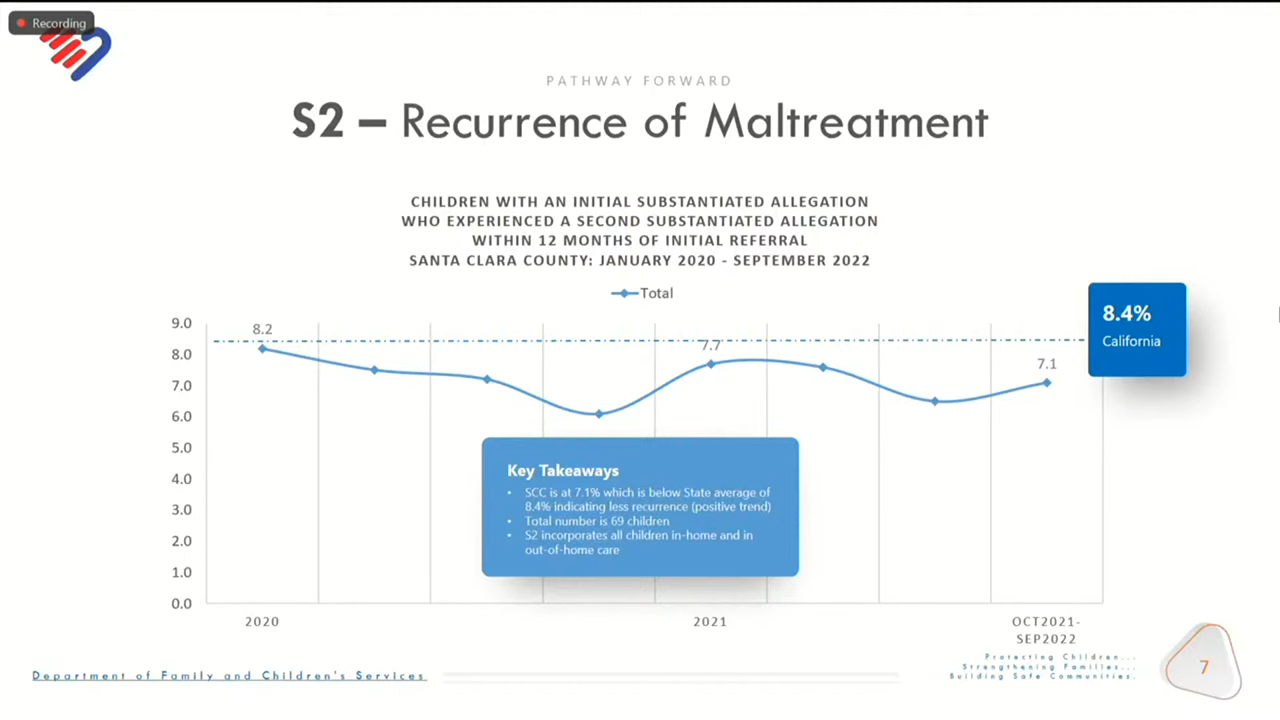 Recording
PATHWAY FORWARD
S2 – Recurrence of Maltreatment
CHILDREN WITH AN INITIAL SUBSTANTIATED ALLEGATION
WHO EXPERIENCED A SECOND SUBSTANTIATED ALLEGATION
WITHIN 12 MONTHS OF INITIAL REFERRAL
SANTA CLARA COUNTY: JANUARY 2020 - SEPTEMBER 2022
Total
8.4%
California
9.0
8.0
7.0
6.0
5.0
4.0
3.0
2.0
1.0
0.0
8.2
7.7
7.1
Key Takeaways
• SCC is at 7.1% which is below State average of
8.4% indicating less recurrence (positive trend)
• Total number is 69 children
• S2 incorporates all children in-home and in
out-of-home care
2020
2021
OCT2021-
SEP2022
Department of Family and Children's Services
Protecting Children...
Strengthening Families...
Building Safe Communities.
7